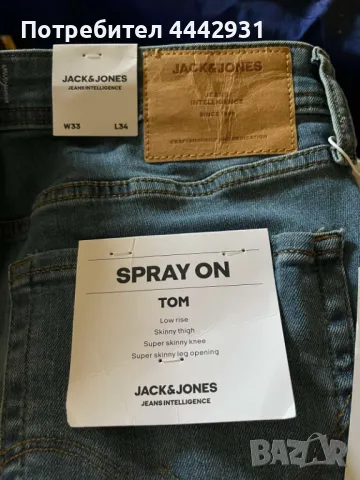 Потребител 4442931
JACK&JONES
JEANS INTELLIGENCE
W33 L34
JACK&JONES
JEANS
INTELLIGENCE
SINCE 1990
SPRAY ON
TOM
Low rise
Skinny thigh
Super skinny knee
Super skinny leg opening
JACK&JONES
JEANS INTELLIGENCE
BAZAR